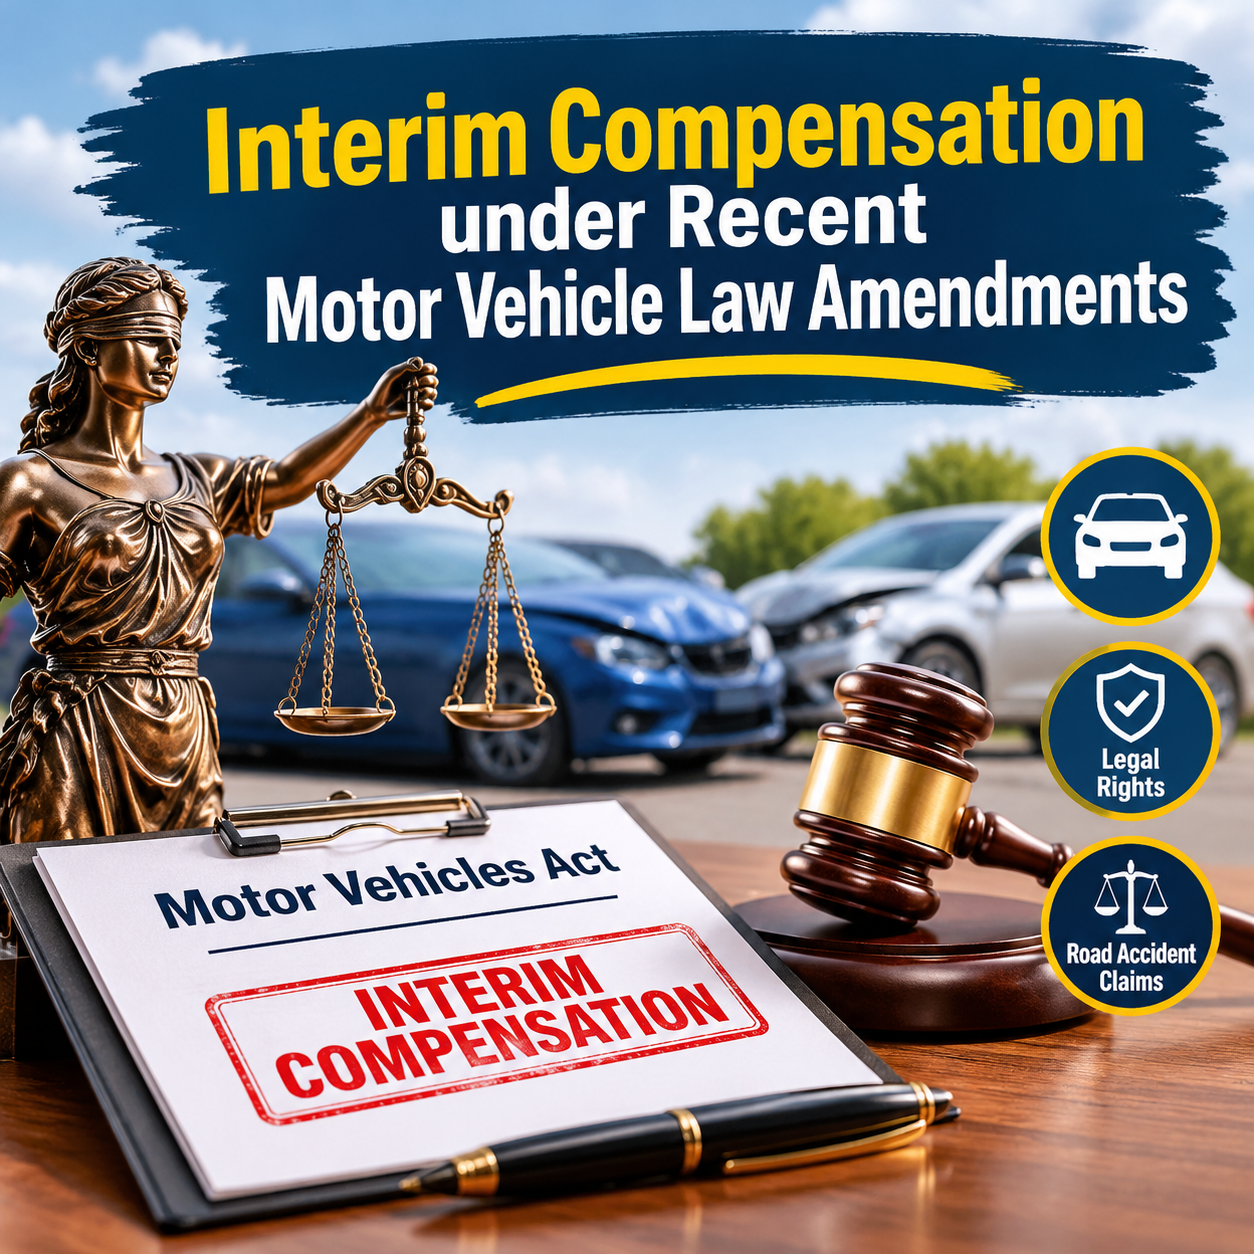 Interim Compensation
under Recent
Motor Vehicle Law Amendments
Legal
Rights
Road Accident
Claims
Motor Vehicles Act
INTERIM
COMPENSATION